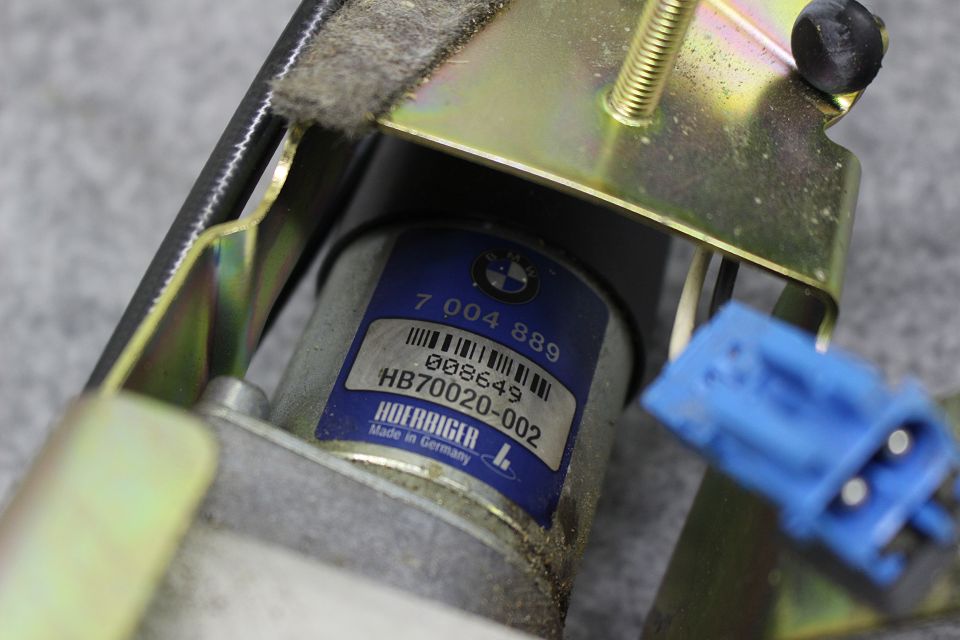 BMW
7 004 889
008649
HB70020-002
HOERBIGER
Made in Germany